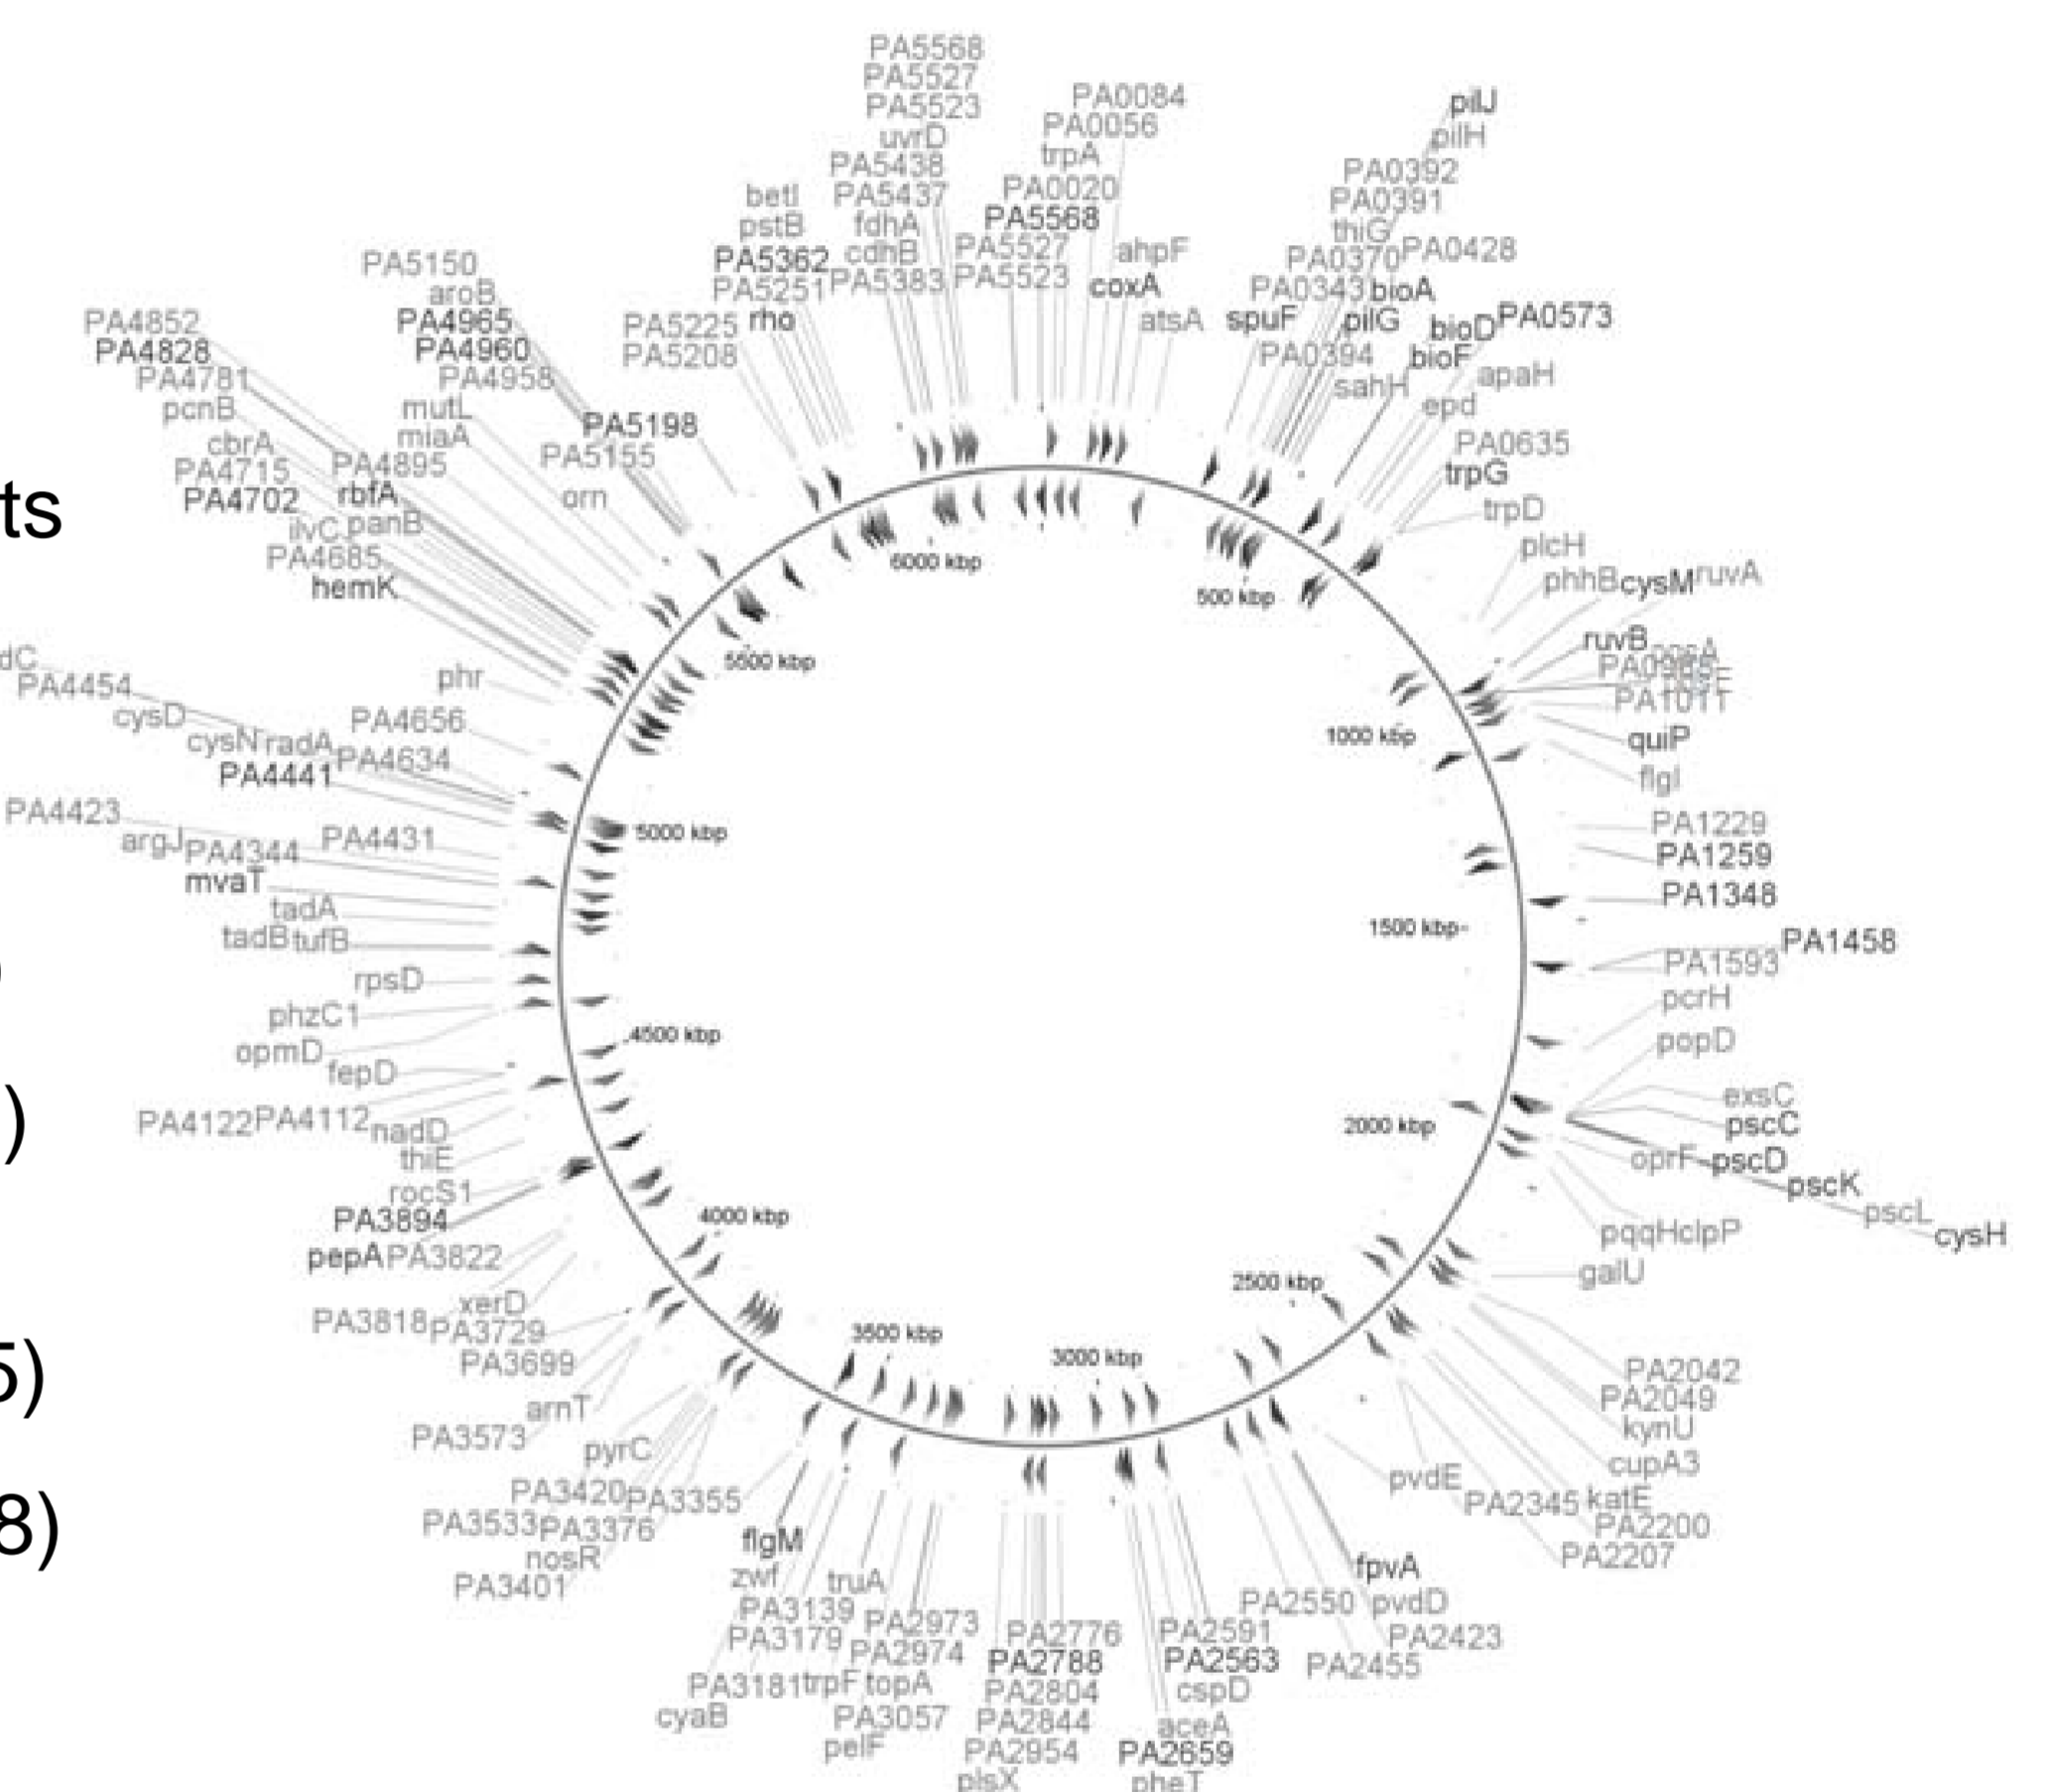 PA5568
PA5527
PA5523
uvrD
PA5438
PA5437
fdhA
cdhB
PA5383
PA0084
PA0056
trpA
PA0020
PA5568
PA5527
PA5523
ahpF
coxA
atsA
pilJ
pilH
PA0392
PA0391
thiG
PA0370
PA0428
PA0343
bioA
spuF
pilG
PA0394
bioD
PA0573
bioF
sahH
apaH
epd
PA0635
trpG
trpD
plcH
phhB
cysM
ruvA
ruvB
PA1011
quiP
flgI
PA1229
PA1259
PA1348
PA1458
PA1593
pcrH
popD
exsC
pscC
oprF
pscD
pscK
pscL
cysH
pqqH
clpP
galU
PA2042
PA2049
kynU
cupA3
katE
PA2200
PA2207
PA2345
pvdE
fpvA
pvdD
PA2423
PA2455
PA2550
PA2591
PA2563
cspD
aceA
PA2659
pheT
PA2776
PA2788
PA2804
PA2844
PA2954
plsX
PA2973
PA2974
topA
PA3057
pelF
truA
trpF
flgM
zwf
PA3139
PA3179
PA3181
cyaB
PA3355
PA3376
PA3420
PA3533
nosR
PA3401
pyrC
arnT
PA3573
PA3699
PA3729
PA3818
xerD
PA3822
pepA
PA3894
rocS1
thiE
nadD
PA4112
PA4122
fepD
opmD
phzC1
rpsD
tufB
tadB
tadA
mvaT
PA4344
argJ
PA4431
PA4423
PA4441
PA4634
radA
cysN
cysD
PA4656
PA4454
dC
phr
hemK
PA4685
ilvC
panB
PA4702
rbfA
PA4715
PA4895
cbrA
miaA
pcnB
mutL
PA4781
PA4828
PA4852
PA4958
PA4960
PA4965
aroB
PA5150
orn
PA5155
PA5198
PA5208
PA5225
rho
PA5251
PA5362
pstB
betI
6000 kbp
500 kbp
5500 kbp
1000 kbp
5000 kbp
1500 kbp
4500 kbp
2000 kbp
4000 kbp
2500 kbp
3500 kbp
3000 kbp
ts
)
)
5)
8)